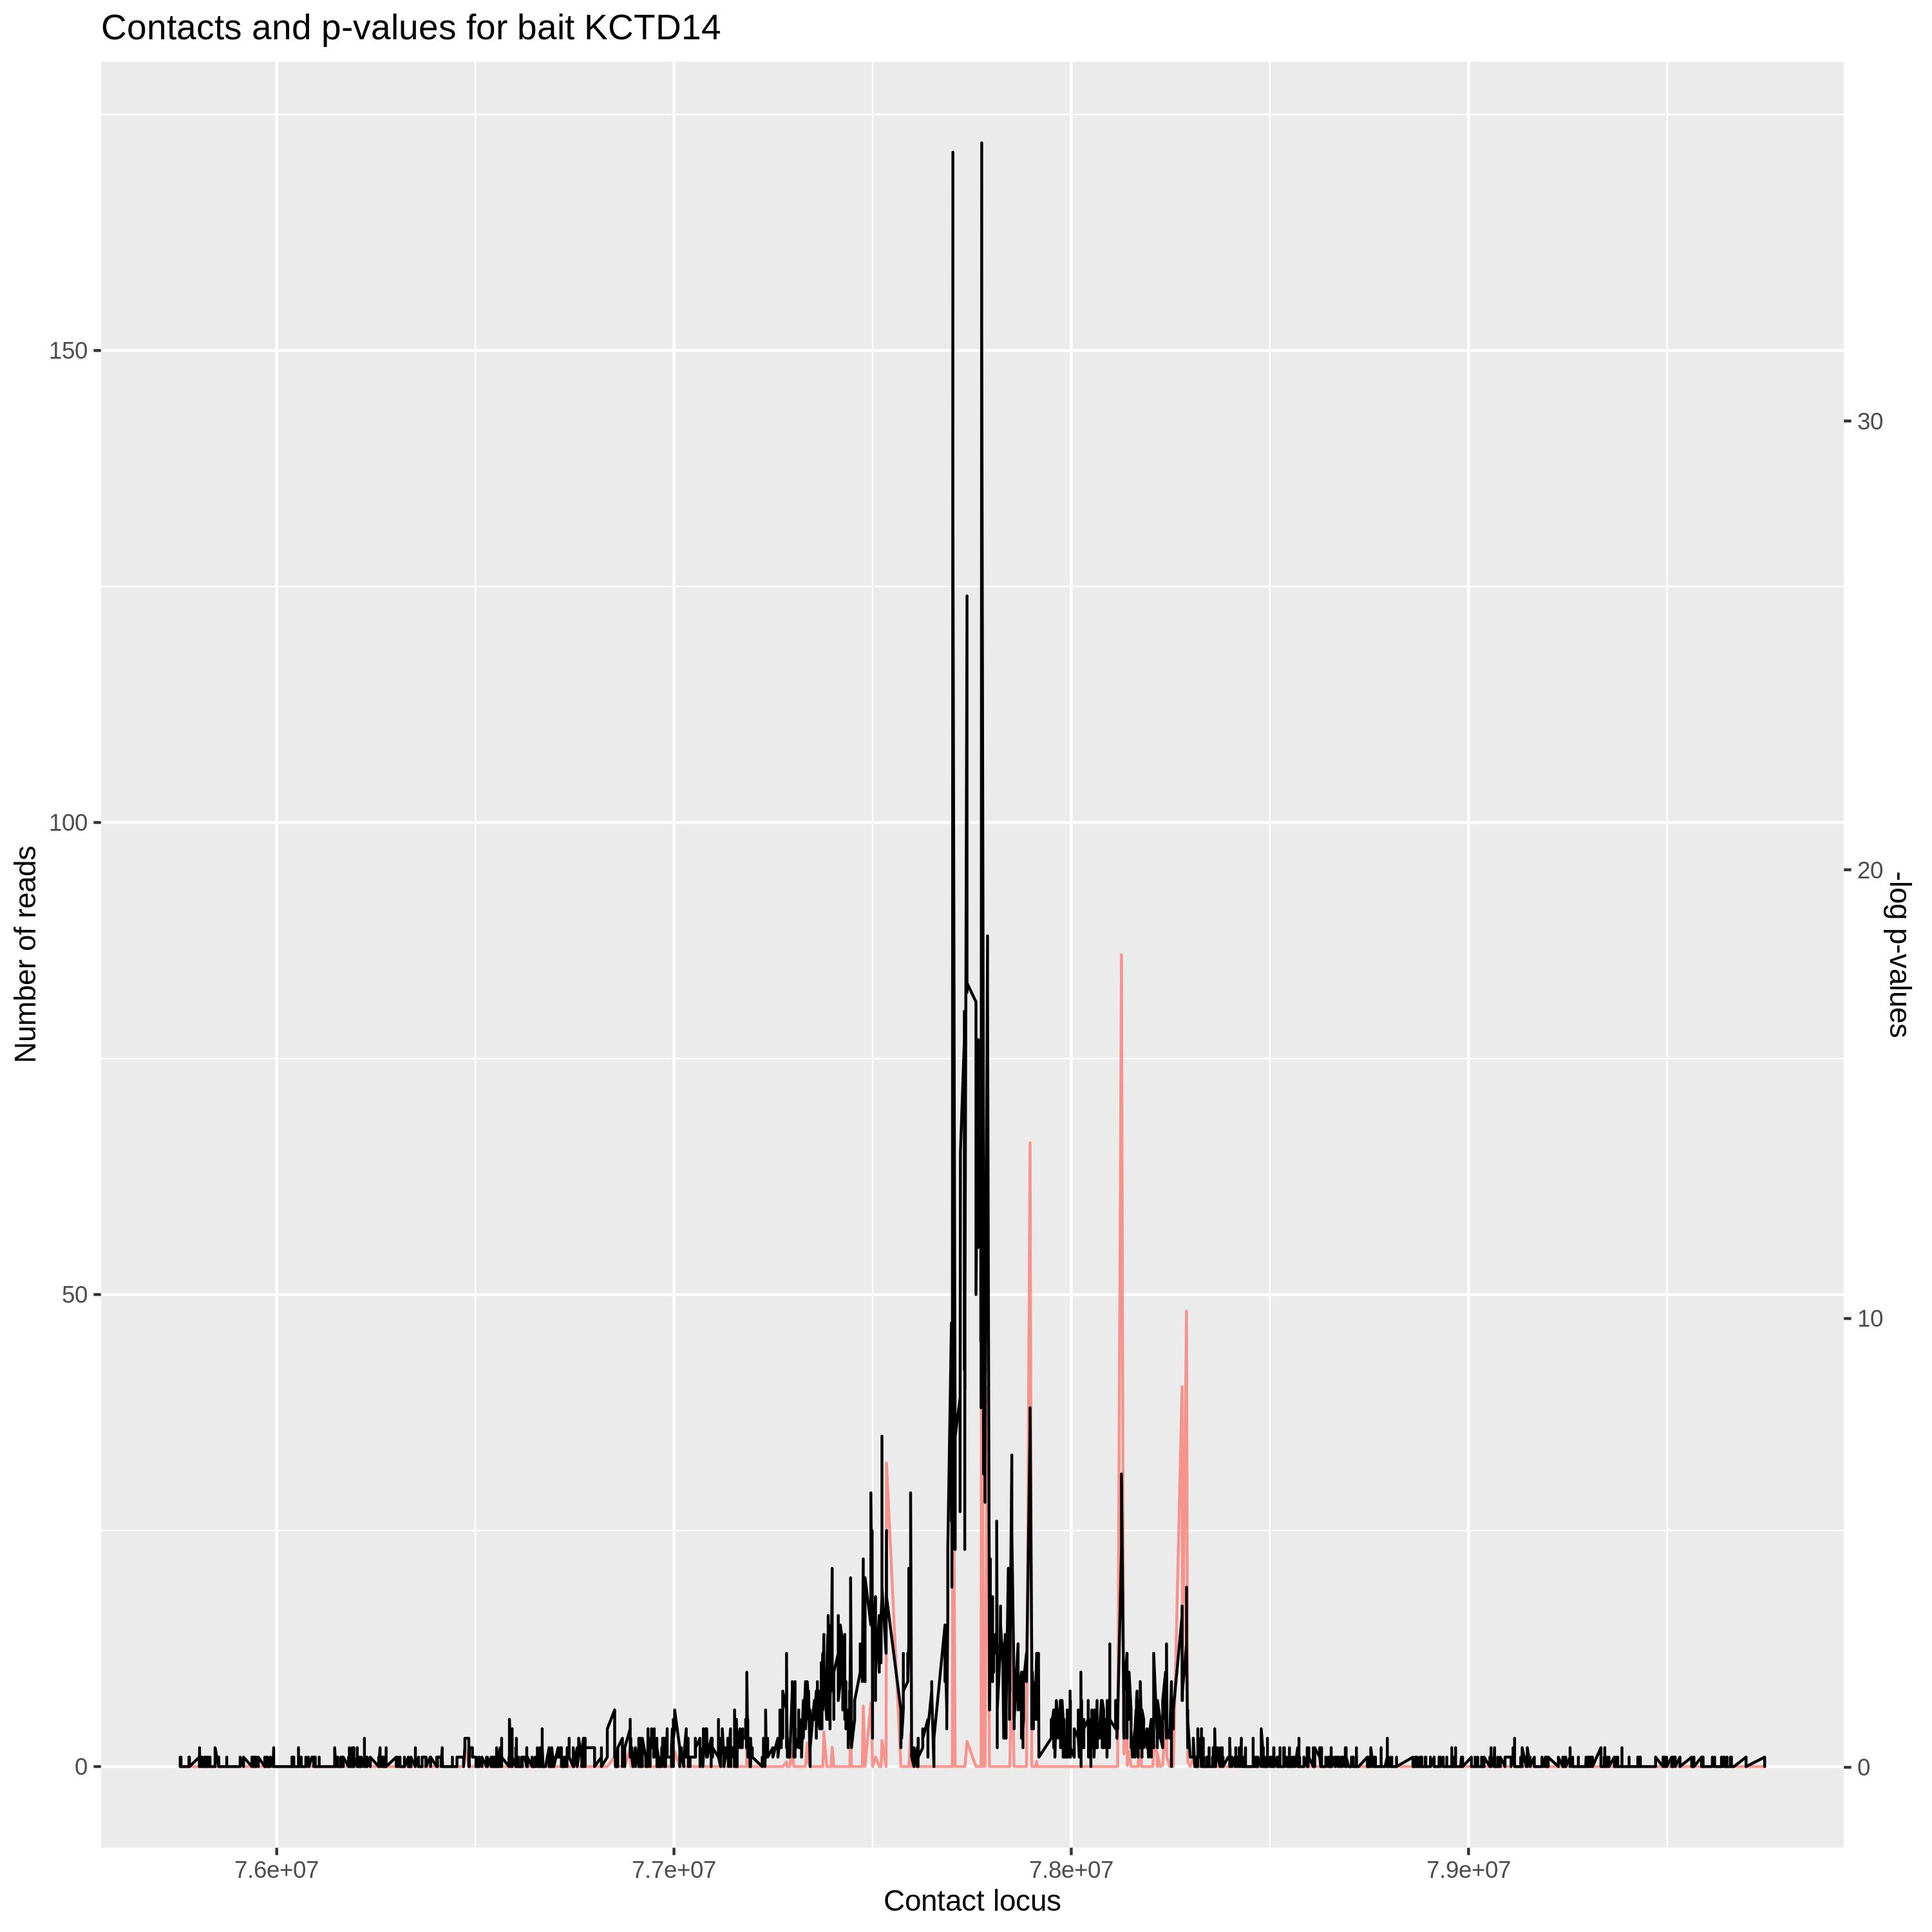 Contacts and p-values for bait KCTD14
Number of reads
150
100
50
0
30
20
10
0
-log p-values
7.6e+07
7.7e+07
7.8e+07
7.9e+07
Contact locus